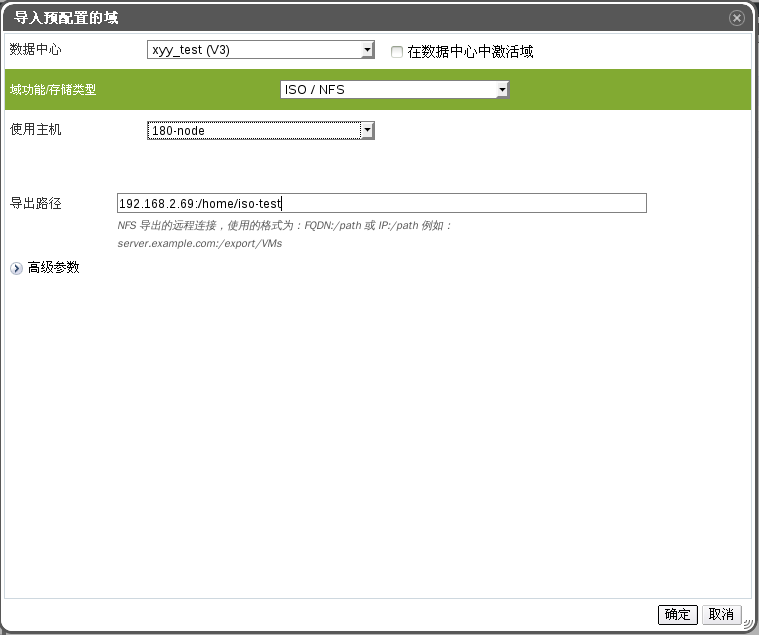 导入预配置的域
数据中心 xyy_test (V3) 在数据中心中激活域
域功能/存储类型 ISO / NFS
使用主机 180-node
导出路径 192.168.2.69:/home/iso-test
NFS 导出的远程连接，使用的格式为：FQDN:/path 或 IP:/path 例如：
server.example.com:/export/VMs
高级参数
确定 取消